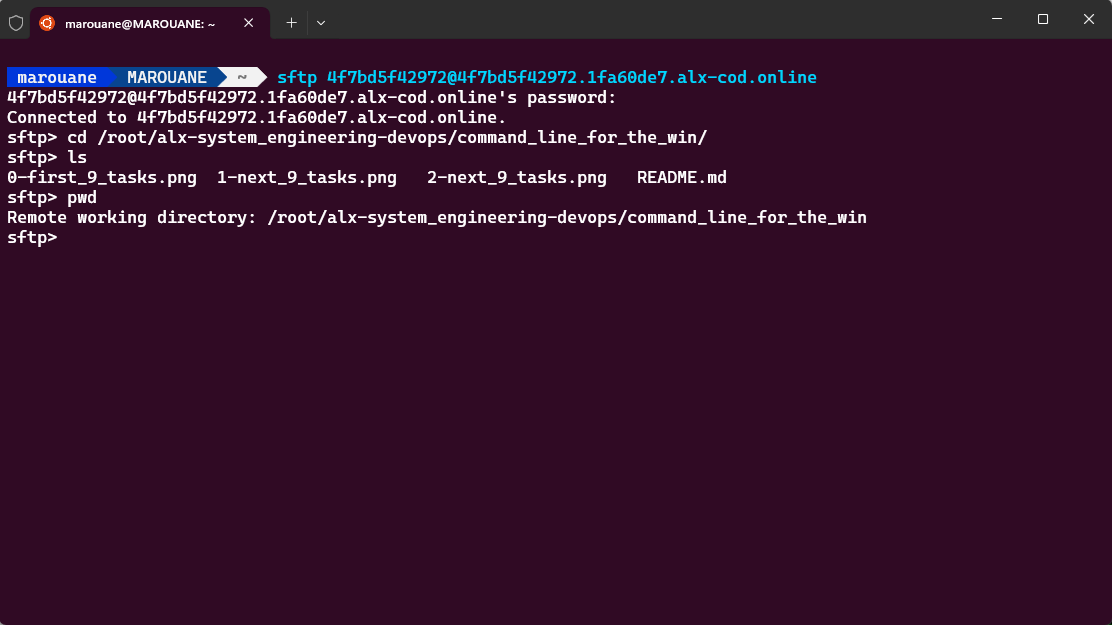 marouane@MAROUANE: ~
marouane MAROUANE ~ sftp 4f7bd5f42972@4f7bd5f42972.1fa60de7.alx-cod.online
4f7bd5f42972@4f7bd5f42972.1fa60de7.alx-cod.online's password:
Connected to 4f7bd5f42972.1fa60de7.alx-cod.online.
sftp> cd /root/alx-system_engineering-devops/command_line_for_the_win/
sftp> ls
0-first_9_tasks.png  1-next_9_tasks.png   2-next_9_tasks.png   README.md
sftp> pwd
Remote working directory: /root/alx-system_engineering-devops/command_line_for_the_win
sftp>